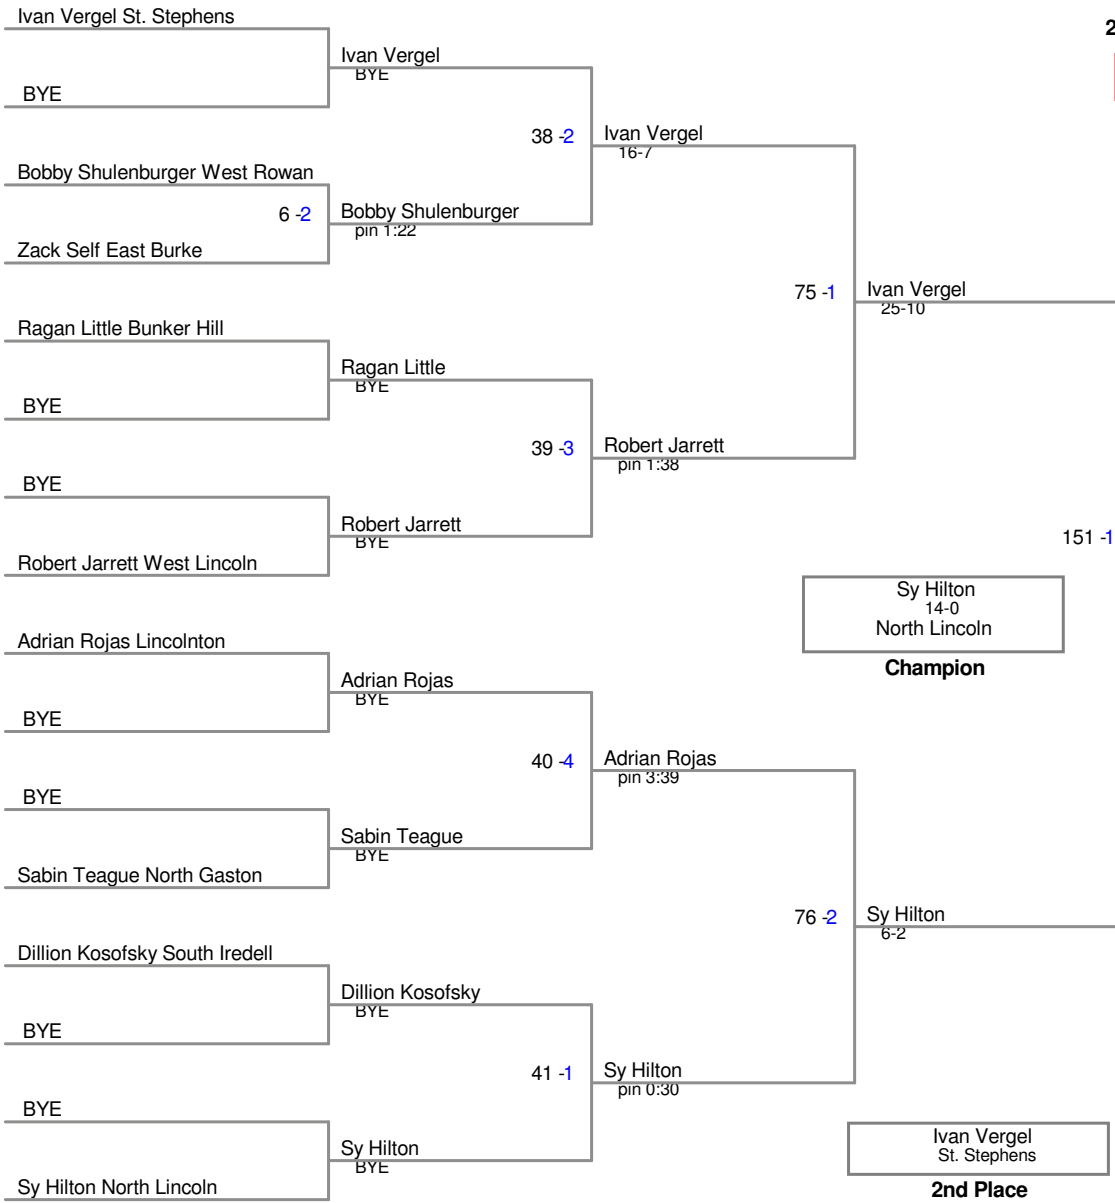 Ivan Vergel St. Stephens
2
Ivan Vergel
BYE
BYE
38 -2
Ivan Vergel
16-7
Bobby Shulenburger West Rowan
6 -2
Bobby Shulenburger
pin 1:22
Zack Self East Burke
75 -1
Ivan Vergel
25-10
Ragan Little Bunker Hill
Ragan Little
BYE
BYE
39 -3
Robert Jarrett
pin 1:38
BYE
Robert Jarrett
BYE
Robert Jarrett West Lincoln
151 -1
Sy Hilton
14-0
North Lincoln
Champion
Adrian Rojas Lincolnton
Adrian Rojas
BYE
BYE
40 -4
Adrian Rojas
pin 3:39
BYE
Sabin Teague
BYE
Sabin Teague North Gaston
76 -2
Sy Hilton
6-2
Dillion Kosofsky South Iredell
Dillion Kosofsky
BYE
BYE
41 -1
Sy Hilton
pin 0:30
BYE
Sy Hilton
BYE
Sy Hilton North Lincoln
Ivan Vergel
St. Stephens
2nd Place